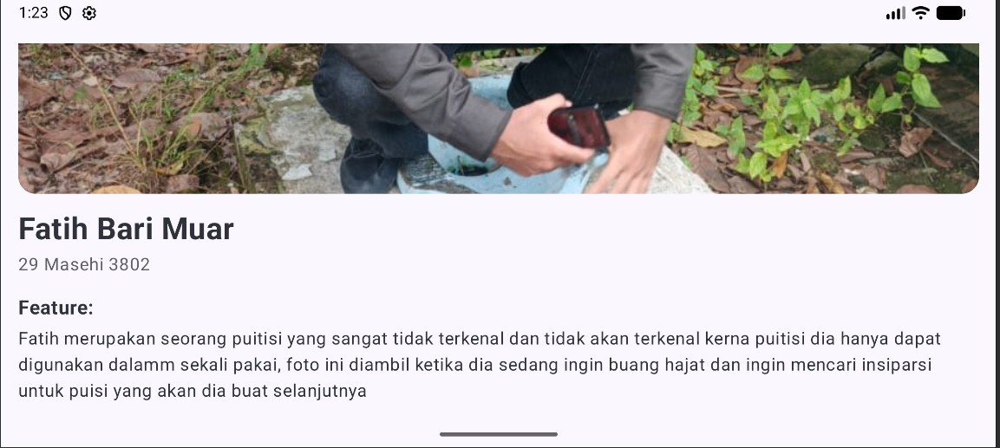 1:23
Fatih Bari Muar
29 Masehi 3802
Feature:
Fatih merupakan seorang puitisi yang sangat tidak terkenal dan tidak akan terkenal kerna puitisi dia hanya dapat
digunakan dalamm sekali pakai, foto ini diambil ketika dia sedang ingin buang hajat dan ingin mencari insiparsi
untuk puisi yang akan dia buat selanjutnya